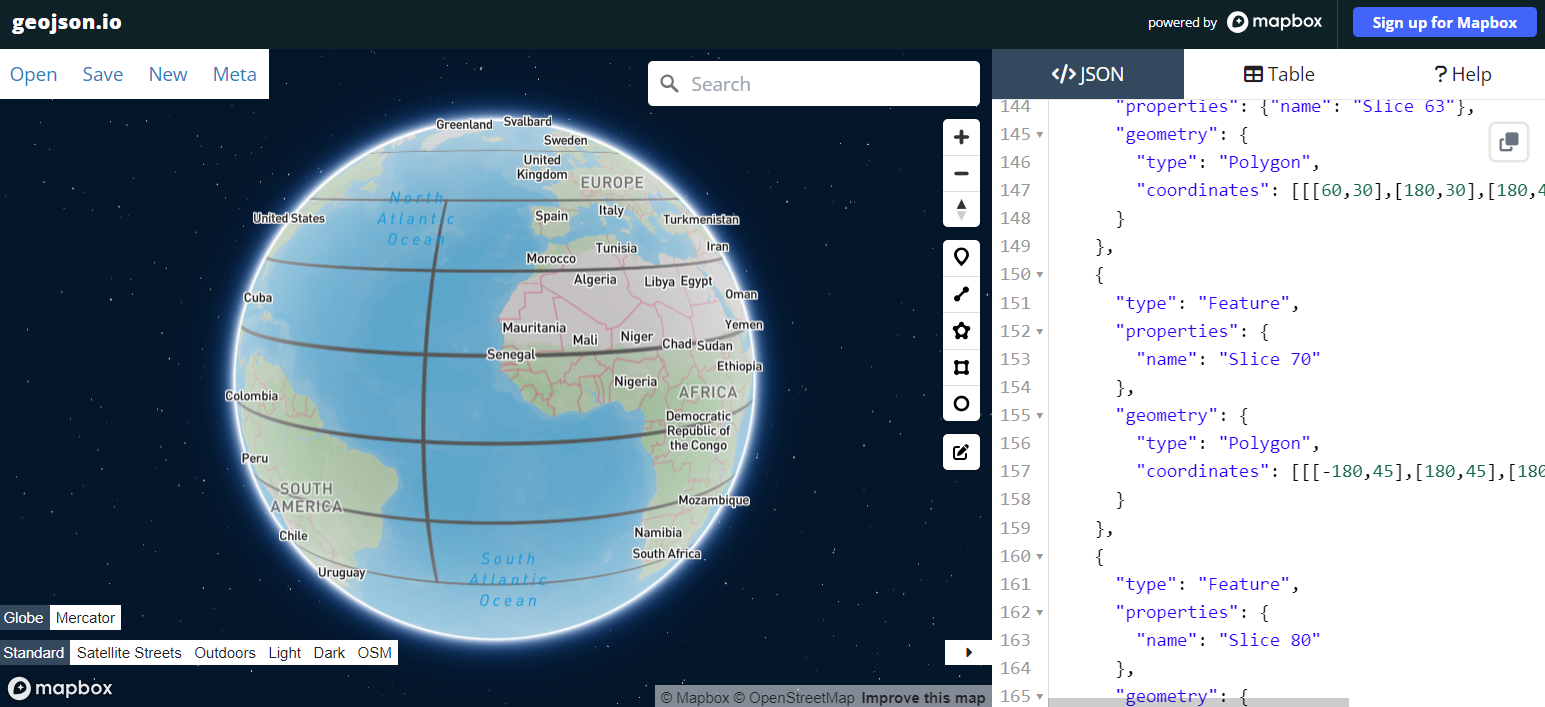 geojson.io
powered by mapbox
Sign up for Mapbox
Open Save New Meta
Search
JSON Table ? Help
Greenland Svalbard
Sweden
United
Kingdom
EUROPE
North
Atlantic
Ocean
United States
Spain
Italy
Turkmenistan
Tunisia
Iran
Morocco
Algeria
Libya Egypt
Oman
Cuba
Mauritania
Mali
Niger
Chad
Sudan
Yemen
Senegal
Ethiopia
Nigeria
AFRICA
Colombia
Democratic
Republic of
the Congo
Peru
SOUTH
AMERICA
Mozambique
Chile
Namibia
South Africa
Uruguay
South
Atlantic
Ocean
Globe Mercator
Standard Satellite Streets Outdoors Light Dark OSM
mapbox
© Mapbox © OpenStreetMap Improve this map
144 "properties": {"name": "Slice 63"},
145 "geometry": {
146 "type": "Polygon",
147 "coordinates": [[[60,30],[180,30],[180,4
148 }
149 },
150 {
151 "type": "Feature",
152 "properties": {
153 "name": "Slice 70"
154 },
155 "geometry": {
156 "type": "Polygon",
157 "coordinates": [[[-180,45],[180,45],[180
158 }
159 },
160 {
161 "type": "Feature",
162 "properties": {
163 "name": "Slice 80"
164 },
165 "geometry": {